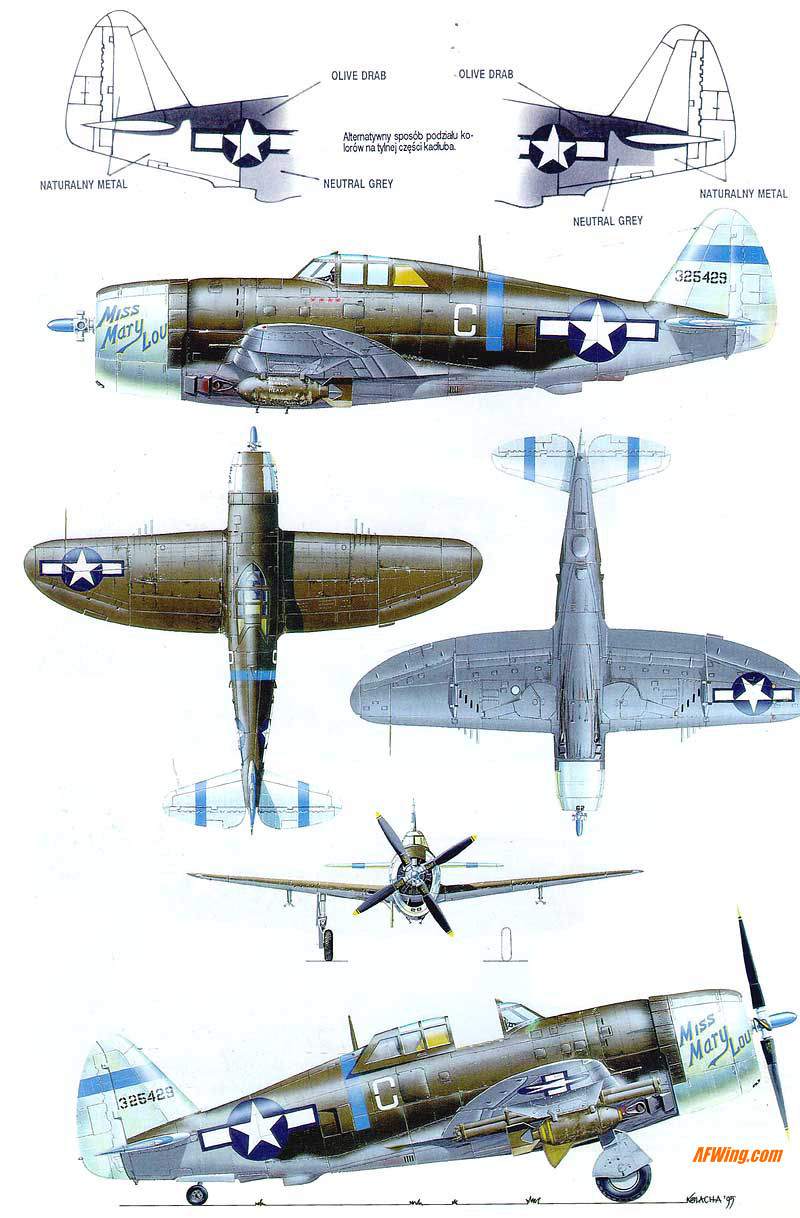 OLIVE DRAB
OLIVE DRAB
Alternatywny sposób podziału ko-
lorów na tylnej części kadłuba.
NATURALNY METAL
NEUTRAL GREY
NATURALNY METAL
NEUTRAL GREY
325429
Miss
Mary
Lou
C
Miss
Mary
Lou
325429
C
AFWing.com